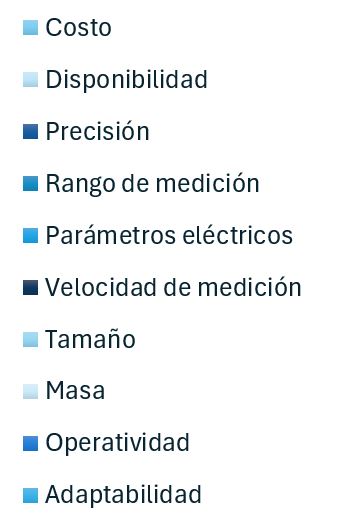 Costo
Disponibilidad
Precisión
Rango de medición
Parámetros eléctricos
Velocidad de medición
Tamaño
Masa
Operatividad
Adaptabilidad